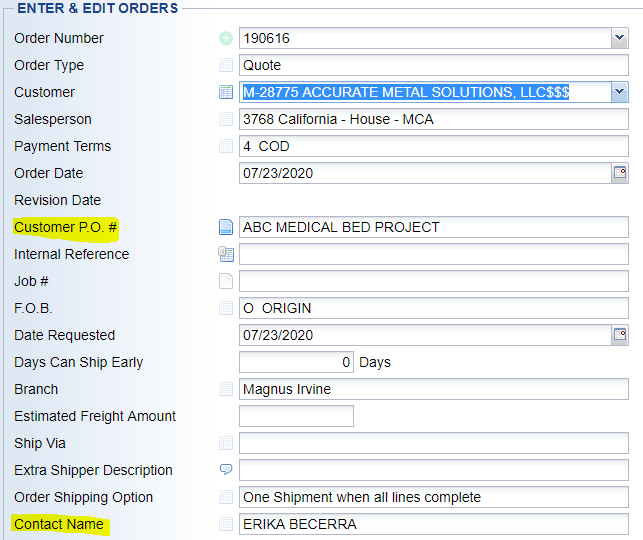 ENTER & EDIT ORDERS
Order Number 190616
Order Type Quote
Customer M-28775 ACCURATE METAL SOLUTIONS, LLC$$$
Salesperson 3768 California - House - MCA
Payment Terms 4 COD
Order Date 07/23/2020
Revision Date
Customer P.O. # ABC MEDICAL BED PROJECT
Internal Reference
Job #
F.O.B. O ORIGIN
Date Requested 07/23/2020
Days Can Ship Early 0 Days
Branch Magnus Irvine
Estimated Freight Amount
Ship Via
Extra Shipper Description
Order Shipping Option One Shipment when all lines complete
Contact Name ERIKA BECERRA